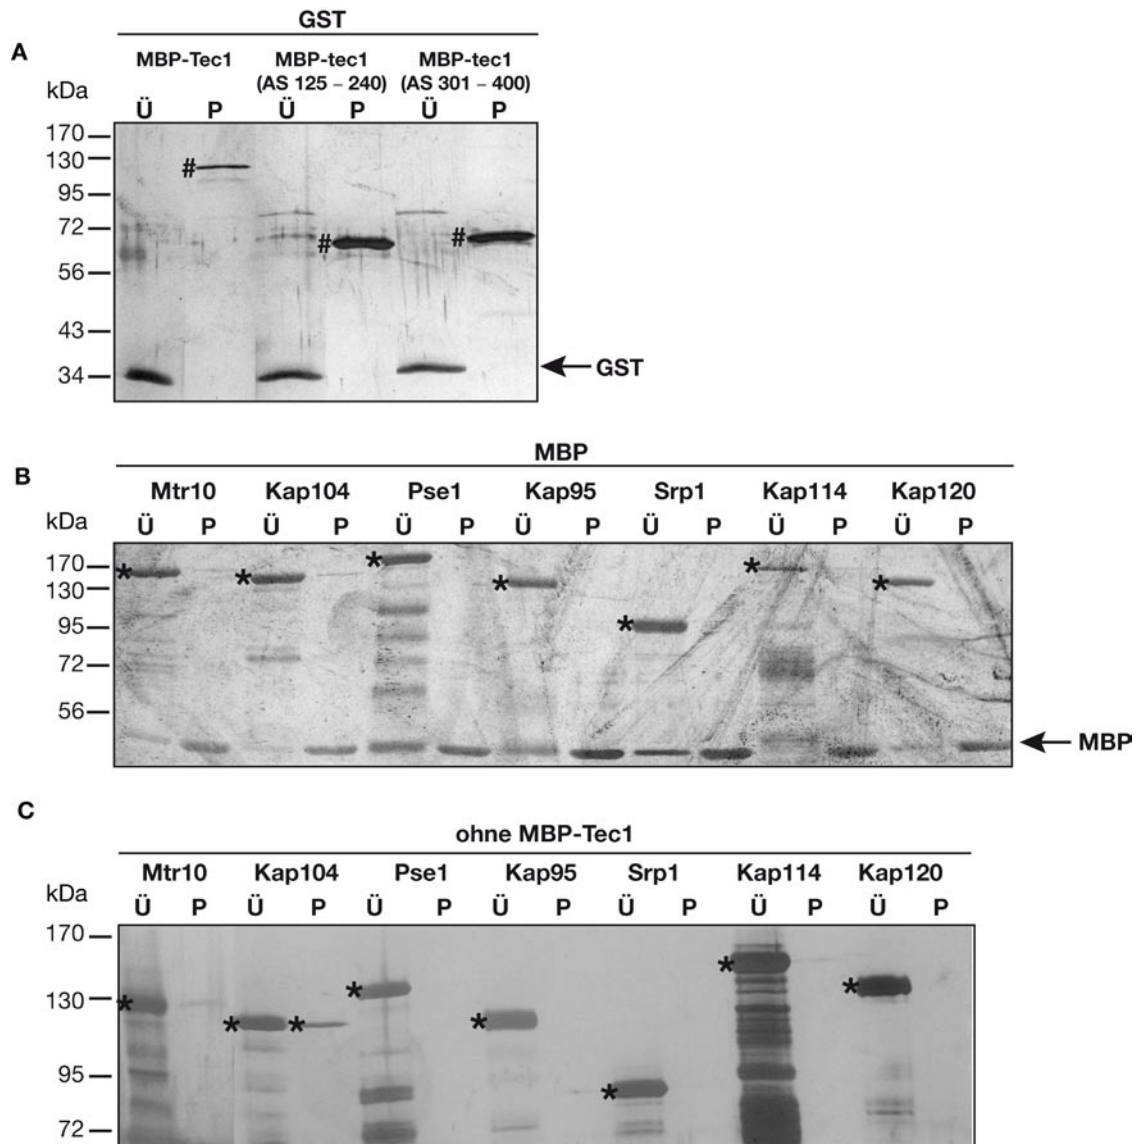 GST
A
MBP-Tec1 MBP-tec1 MBP-tec1
(AS 125 – 240) (AS 301 – 400)
kDa
Ü P Ü P Ü P
170
130
#
95
72
# #
56
43
34
GST
MBP
B
Mtr10 Kap104 Pse1 Kap95 Srp1 Kap114 Kap120
kDa
Ü P Ü P Ü P Ü P Ü P Ü P Ü P
170
* * * * * * *
130
95
72
56
MBP
C
ohne MBP-Tec1
Mtr10 Kap104 Pse1 Kap95 Srp1 Kap114 Kap120
kDa
Ü P Ü P Ü P Ü P Ü P Ü P Ü P
170
130
* * * * * * * *
95
72